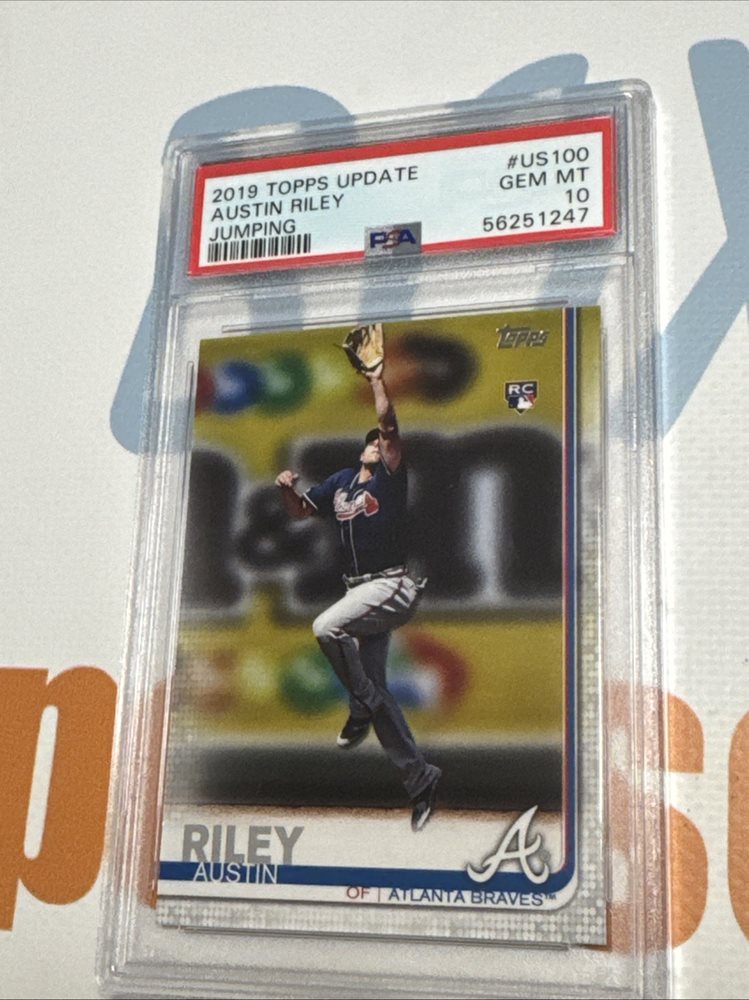 2019 TOPPS UPDATE #US100
AUSTIN RILEY GEM MT
JUMPING 10
PSA 56251247
Topps
RC
&m
Braves
RILEY
AUSTIN
A
OF | ATLANTA BRAVES™